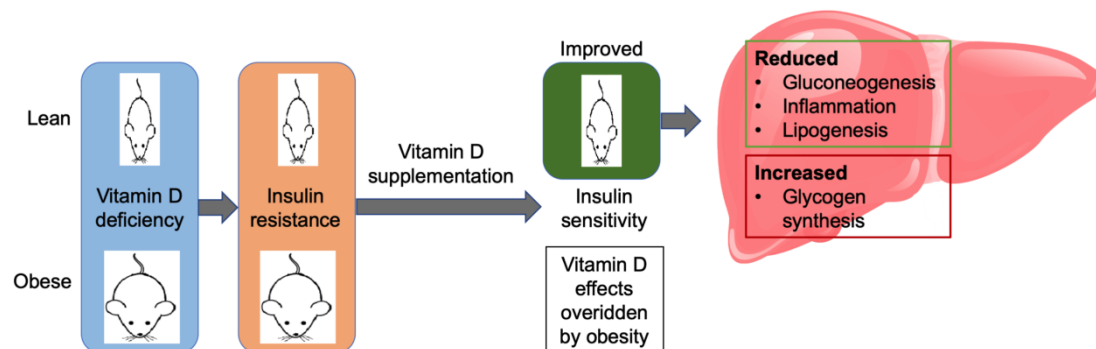 Lean
Obese
Vitamin D
deficiency
Insulin
resistance
Vitamin D
supplementation
Improved
Insulin
sensitivity
Vitamin D
effects
overidden
by obesity
Reduced
• Gluconeogenesis
• Inflammation
• Lipogenesis
Increased
• Glycogen
synthesis